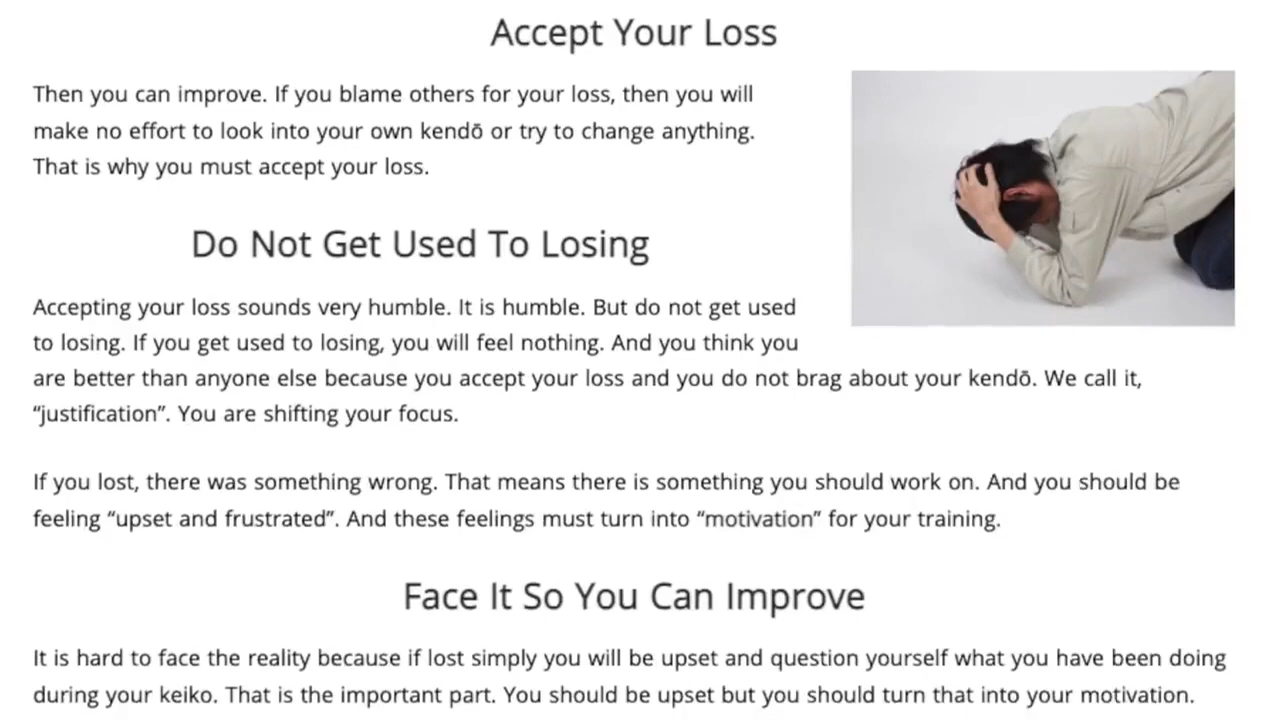 Accept Your Loss
Then you can improve. If you blame others for your loss, then you will
make no effort to look into your own kendō or try to change anything.
That is why you must accept your loss.
Do Not Get Used To Losing
Accepting your loss sounds very humble. It is humble. But do not get used
to losing. If you get used to losing, you will feel nothing. And you think you
are better than anyone else because you accept your loss and you do not brag about your kendō. We call it,
“justification”. You are shifting your focus.
If you lost, there was something wrong. That means there is something you should work on. And you should be
feeling “upset and frustrated”. And these feelings must turn into “motivation” for your training.
Face It So You Can Improve
It is hard to face the reality because if lost simply you will be upset and question yourself what you have been doing
during your keiko. That is the important part. You should be upset but you should turn that into your motivation.